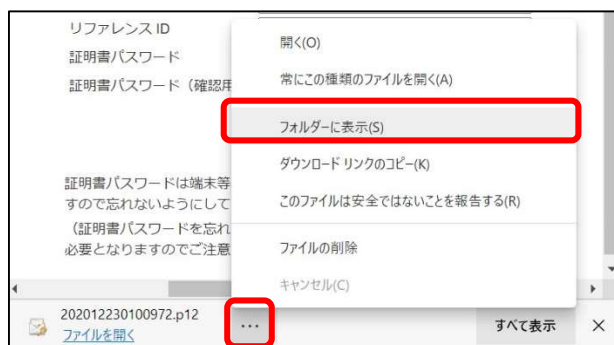 リファレンス ID
証明書パスワード
証明書パスワード（確認用
開く(O)
常にこの種類のファイルを開く(A)
フォルダーに表示(S)
ダウンロード リンクのコピー(K)
このファイルは安全ではないことを報告する(R)
ファイルの削除
キャンセル(C)
証明書パスワードは端末等
すので忘れないようにして
（証明書パスワードを忘れ
必要となりますのでご注意
202012230100972.p12
ファイルを開く
…
すべて表示